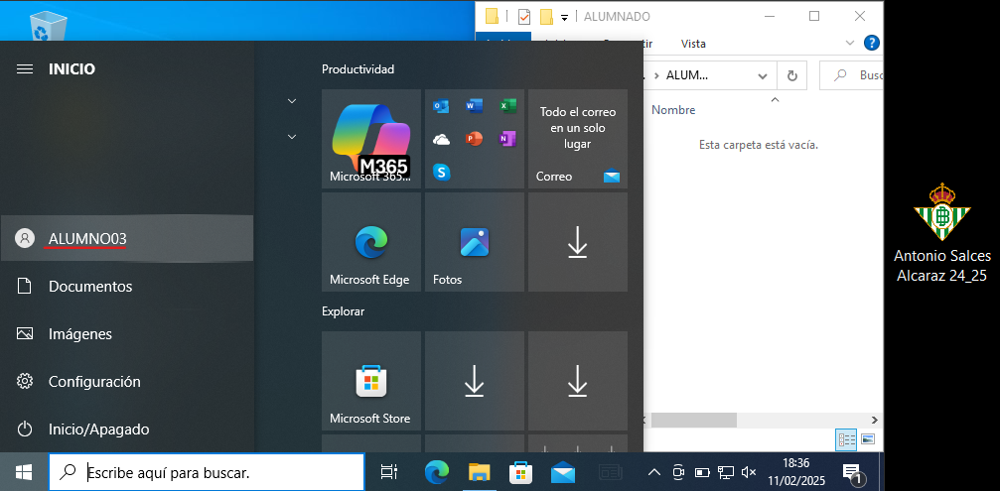 ALUMNADO
Vista
ALUM...
Busc
INICIO
Productividad
Nombre
Todo el correo
en un solo
lugar
Esta carpeta está vacía.
M365
Microsoft 365...
Correo
ALUMNO03
Antonio Salces
Alcaraz 24_25
Documentos
Microsoft Edge
Fotos
Explorar
Imágenes
Configuración
Microsoft Store
Inicio/Apagado
Escribe aquí para buscar.
18:36
11/02/2025
1